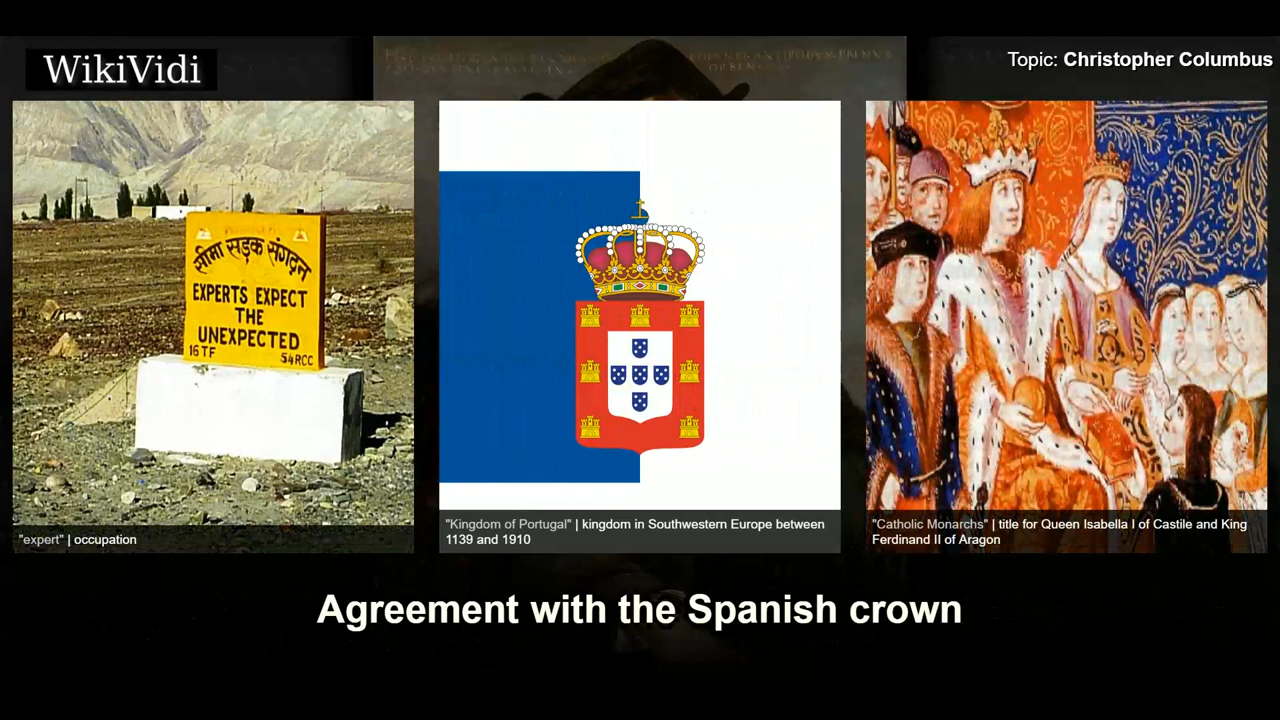 WikiVidi
Topic: Christopher Columbus
सीमा सड़क संगठन
EXPERTS EXPECT
THE
UNEXPECTED
16 TF 54RCC
"expert" | occupation
"Kingdom of Portugal" | kingdom in Southwestern Europe between
1139 and 1910
"Catholic Monarchs" | title for Queen Isabella I of Castile and King
Ferdinand II of Aragon
Agreement with the Spanish crown